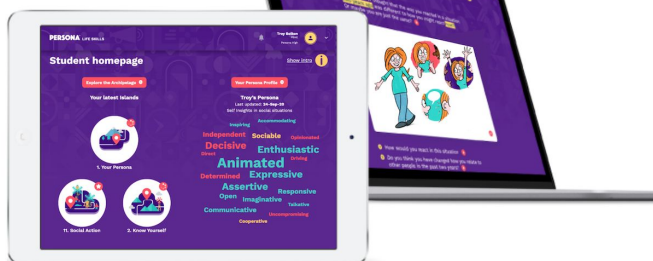 PERSONA LIFE SKILLS
Student homepage
Show Intro
i
Explore the Archipelago
Your latest islands
1. Your Persona
11. Social Action
2. Know Yourself
Your Persona Profile
Troy's Persona
Last updated: 24-Sep-20
Self insights in social situations
Inspiring
Accommodating
Independent
Sociable
Opinionated
Decisive
Direct
Enthusiastic
Animated
Driving
Determined
Expressive
Assertive
Responsive
Open
Imaginative
Talkative
Communicative
Uncompromising
Cooperative
How would you react in this situation
Do you think you have changed how you relate to
other people in the past two years?